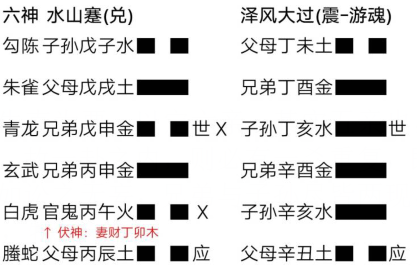 六神 水山蹇(兑) 泽风大过(震-游魂)
勾陈 子孙戊子水 父母丁未土
朱雀 父母戊戌土 兄弟丁酉金
青龙 兄弟戊申金 世 X 子孙丁亥水 世
玄武 兄弟丙申金 兄弟辛酉金
白虎 官鬼丙午火 X 子孙辛亥水
↑ 伏神：妻财丁卯木
螣蛇 父母丙辰土 应 父母辛丑土 应